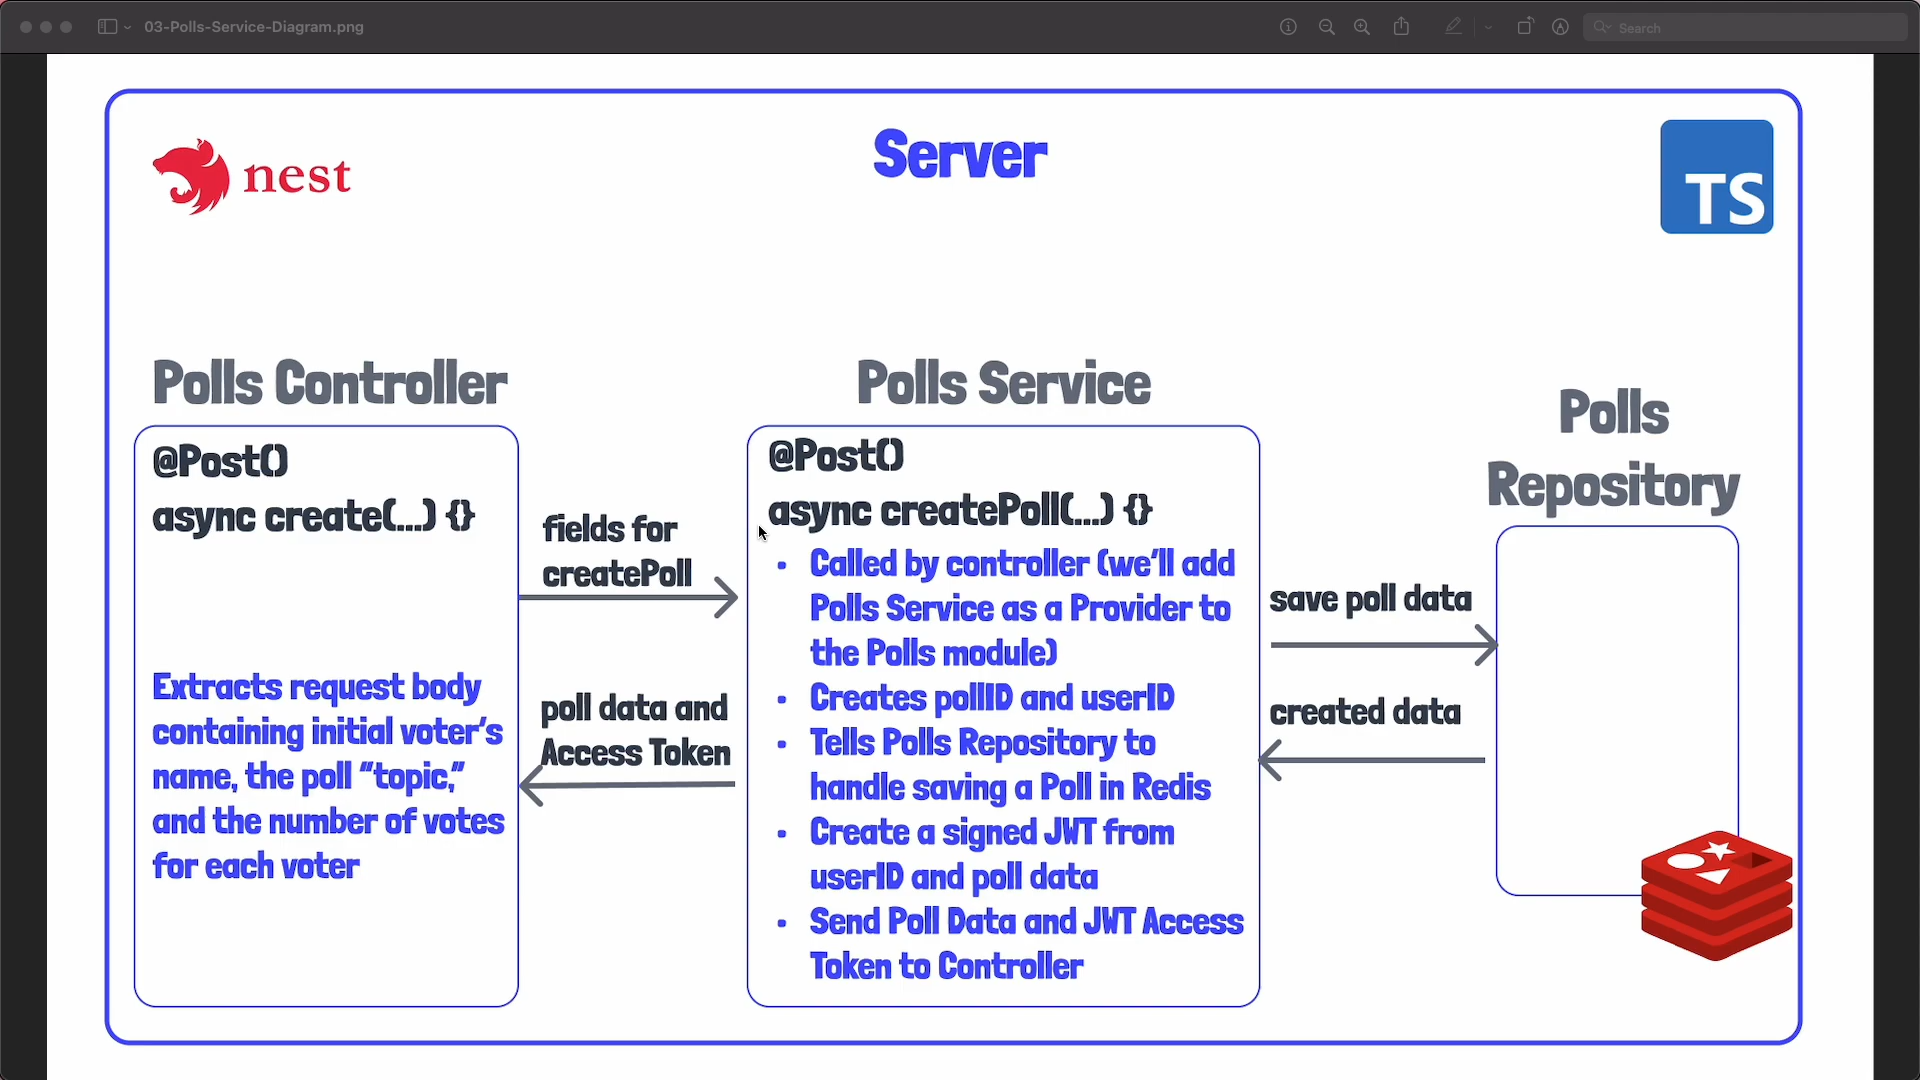 03-Polls-Service-Diagram.png
Search
nest
Server
TS
Polls Controller
@Post()
async create(...) {}
Extracts request body
containing initial voter's
name, the poll "topic,"
and the number of votes
for each voter
fields for
createPoll
poll data and
Access Token
Polls Service
@Post()
async createPoll(...) {}
• Called by controller (we'll add
Polls Service as a Provider to
the Polls module)
• Creates pollID and userID
• Tells Polls Repository to
handle saving a Poll in Redis
• Create a signed JWT from
userID and poll data
• Send Poll Data and JWT Access
Token to Controller
save poll data
created data
Polls
Repository